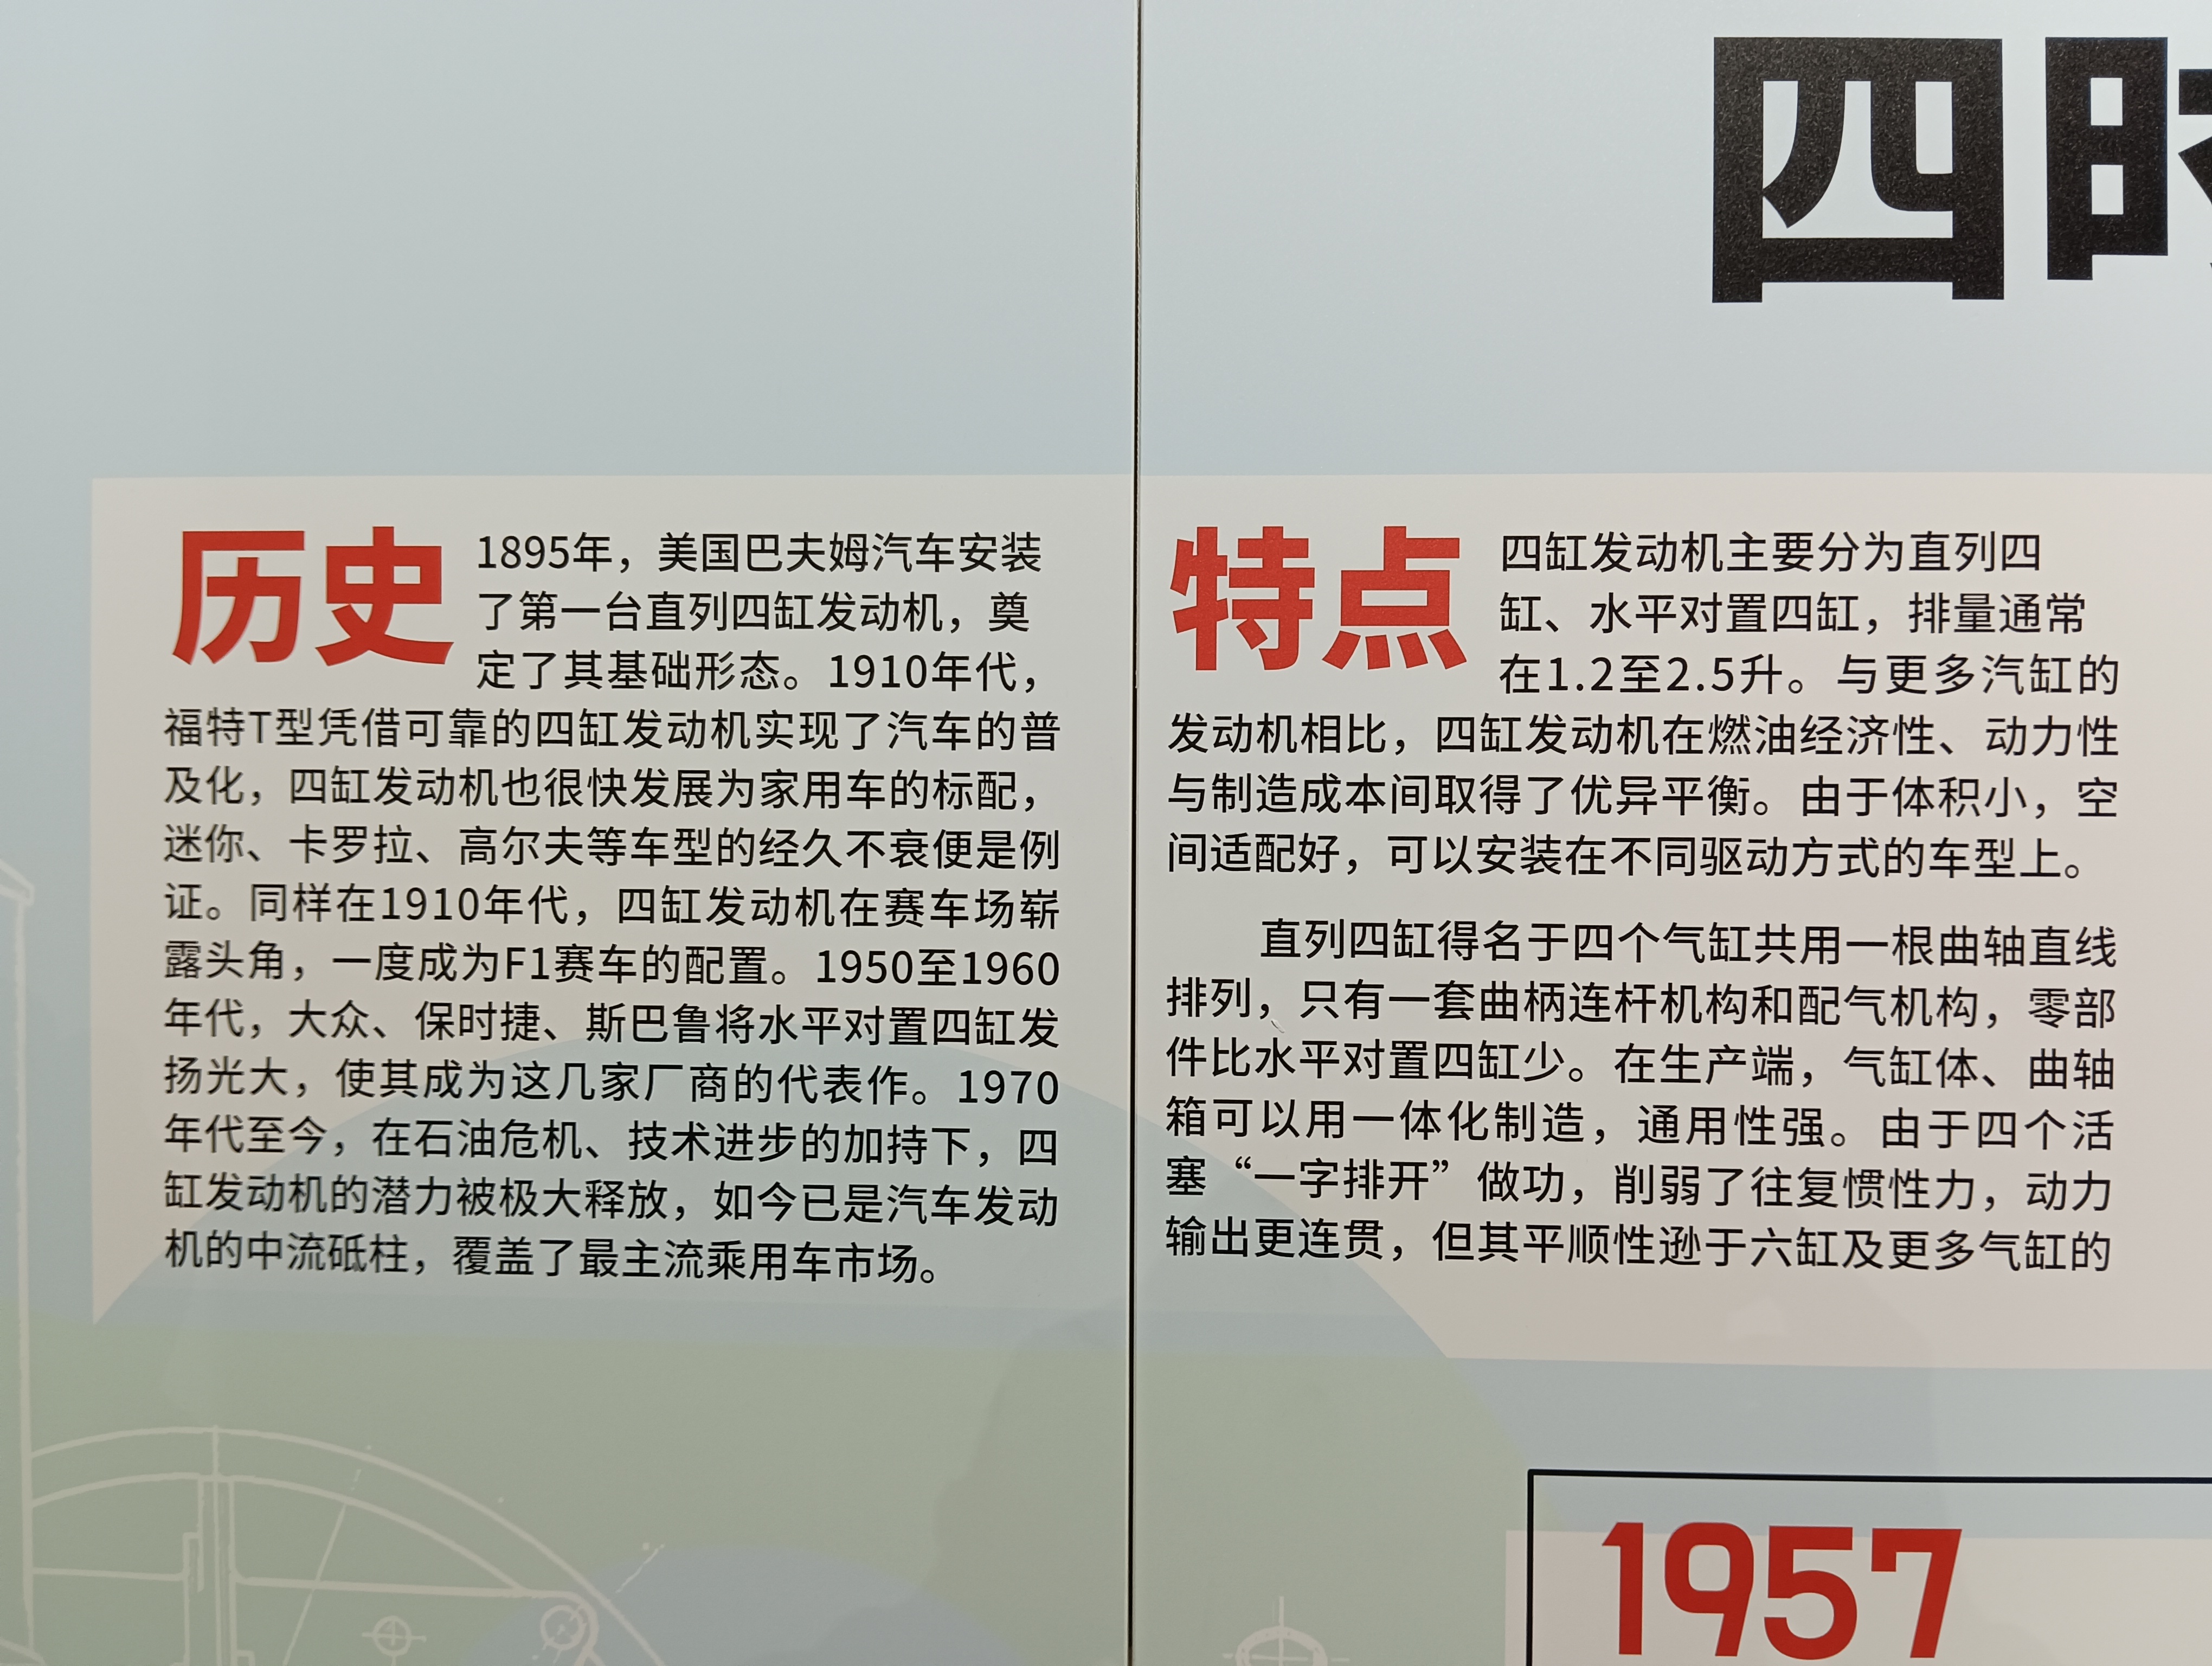 四时
历史
1895年，美国巴夫姆汽车安装
了第一台直列四缸发动机，奠
定了其基础形态。1910年代，
福特T型凭借可靠的四缸发动机实现了汽车的普
及化，四缸发动机也很快发展为家用车的标配，
迷你、卡罗拉、高尔夫等车型的经久不衰便是例
证。同样在1910年代，四缸发动机在赛车场崭
露头角，一度成为F1赛车的配置。1950至1960
年代，大众、保时捷、斯巴鲁将水平对置四缸发
扬光大，使其成为这几家厂商的代表作。1970
年代至今，在石油危机、技术进步的加持下，四
缸发动机的潜力被极大释放，如今已是汽车发动
机的中流砥柱，覆盖了最主流乘用车市场。
特点
四缸发动机主要分为直列四
缸、水平对置四缸，排量通常
在1.2至2.5升。与更多汽缸的
发动机相比，四缸发动机在燃油经济性、动力性
与制造成本间取得了优异平衡。由于体积小，空
间适配好，可以安装在不同驱动方式的车型上。
直列四缸得名于四个气缸共用一根曲轴直线
排列，只有一套曲柄连杆机构和配气机构，零部
件比水平对置四缸少。在生产端，气缸体、曲轴
箱可以用一体化制造，通用性强。由于四个活
塞“一字排开”做功，削弱了往复惯性力，动力
输出更连贯，但其平顺性逊于六缸及更多气缸的
1957